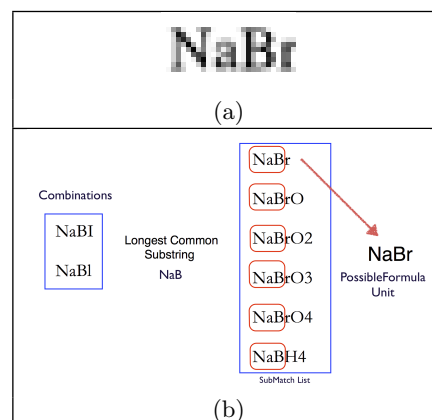 NaBr
(a)
Combinations
NaBI
NaBl
Longest Common
Substring
NaB
NaBr
NaBrO
NaBrO2
NaBrO3
NaBrO4
NaBH4
SubMatch List
NaBr
PossibleFormula
Unit
(b)